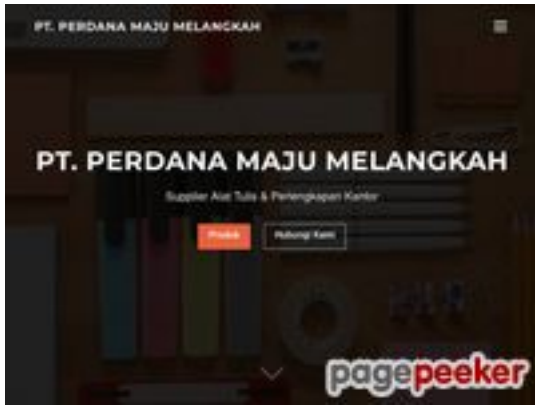 PT. PERDANA MAJU MELANGKAH
PT. PERDANA MAJU MELANGKAH
Supplier Alat Tulis & Perlengkapan Kantor
Produk
Hubungi Kami
pagepeeker